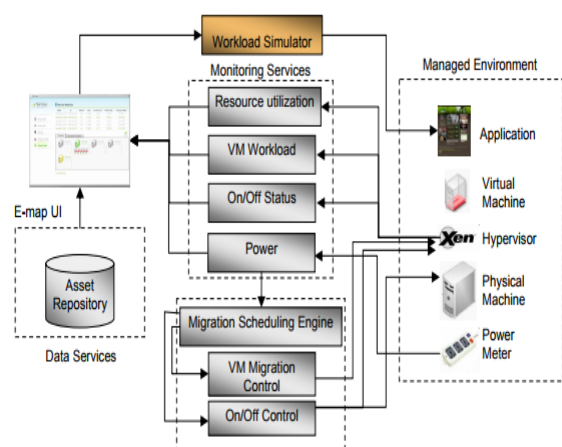 Workload Simulator
Monitoring Services
Managed Environment
Resource utilization
Application
VM Workload
Virtual
Machine
On/Off Status
E-map UI
Xen
Hypervisor
Power
Asset
Repository
Physical
Machine
Migration Scheduling Engine
Power
Meter
Data Services
VM Migration
Control
On/Off Control